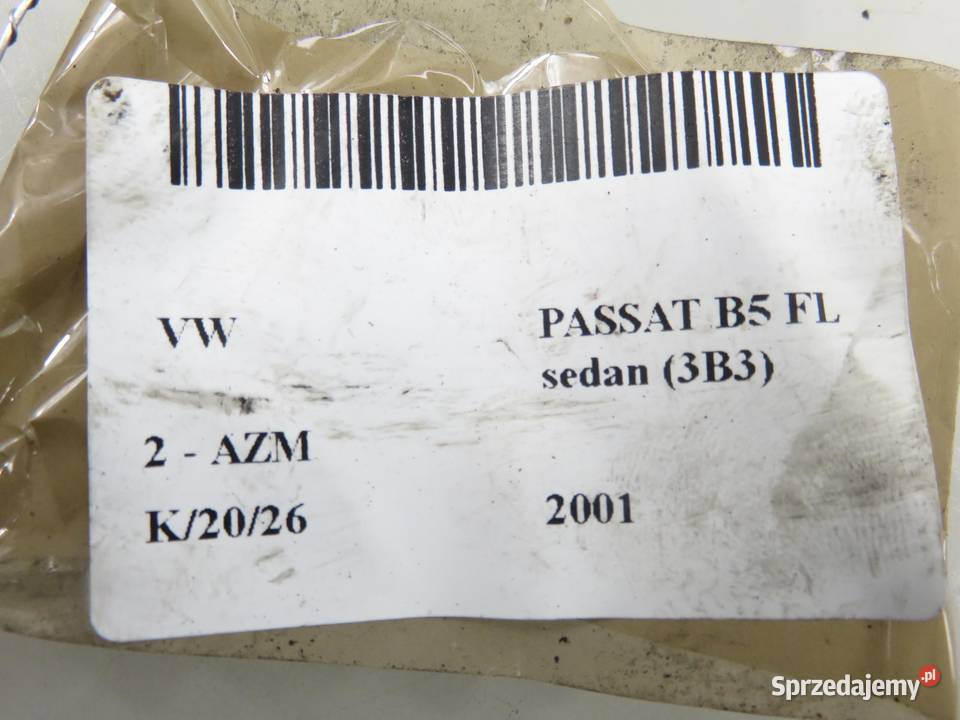 VW
PASSAT B5 FL
sedan (3B3)
2 - AZM
K/20/26
2001
Sprzedajemy.pl